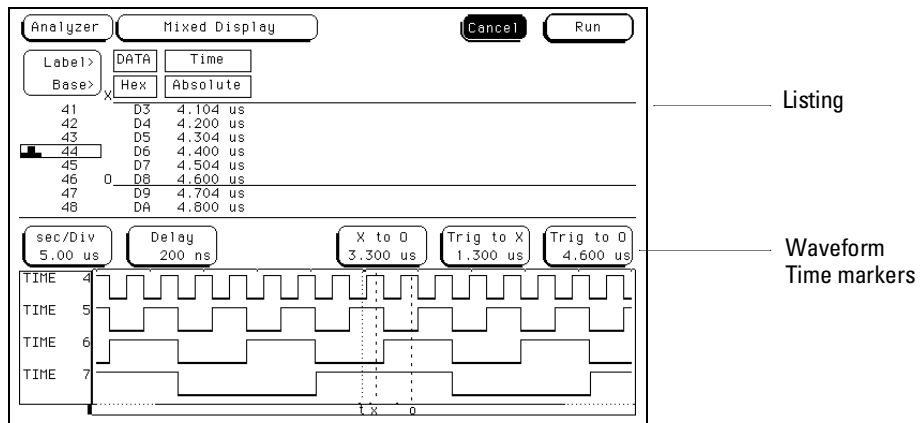 Analyzer Mixed Display Cancel Run
Label> DATA Time
Base> Hex Absolute
X
41 D3 4.104 us
42 D4 4.200 us
43 D5 4.304 us
44 D6 4.400 us
45 D7 4.504 us
46 O D8 4.600 us
47 D9 4.704 us
48 DA 4.800 us
Listing
sec/Div Delay X to O Trig to X Trig to O
5.00 us 200 ns 3.300 us 1.300 us 4.600 us
Waveform
Time markers
TIME 4
TIME 5
TIME 6
TIME 7
t x o